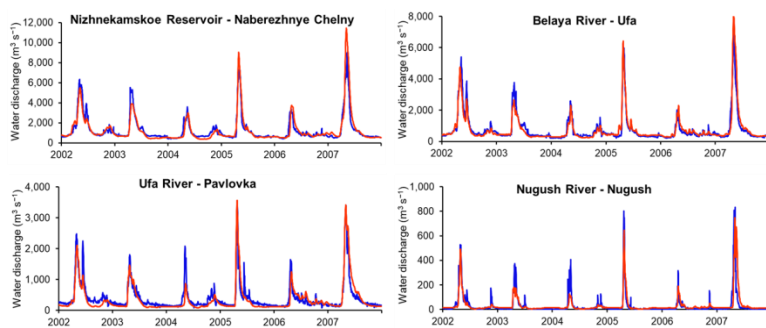 Nizhnekamskoe Reservoir - Naberezhnye Chelny
Water discharge (m³ s⁻¹)
12,000
10,000
8,000
6,000
4,000
2,000
0
2002 2003 2004 2005 2006 2007
Belaya River - Ufa
Water discharge (m³ s⁻¹)
8,000
6,000
4,000
2,000
0
2002 2003 2004 2005 2006 2007
Ufa River - Pavlovka
Water discharge (m³ s⁻¹)
4,000
3,000
2,000
1,000
0
2002 2003 2004 2005 2006 2007
Nugush River - Nugush
Water discharge (m³ s⁻¹)
1,000
800
600
400
200
0
2002 2003 2004 2005 2006 2007